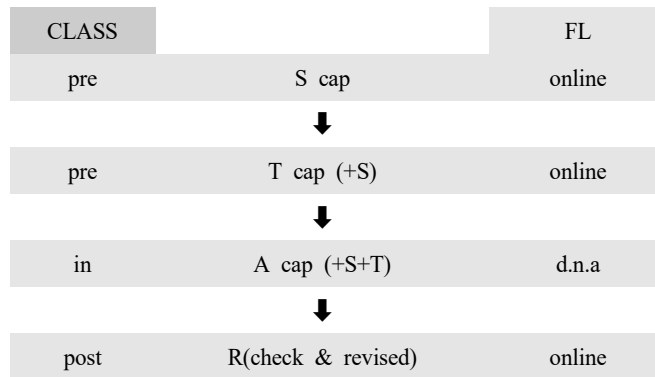 CLASS FL
pre S cap online
pre T cap (+S) online
in A cap (+S+T) d.n.a
post R(check & revised) online